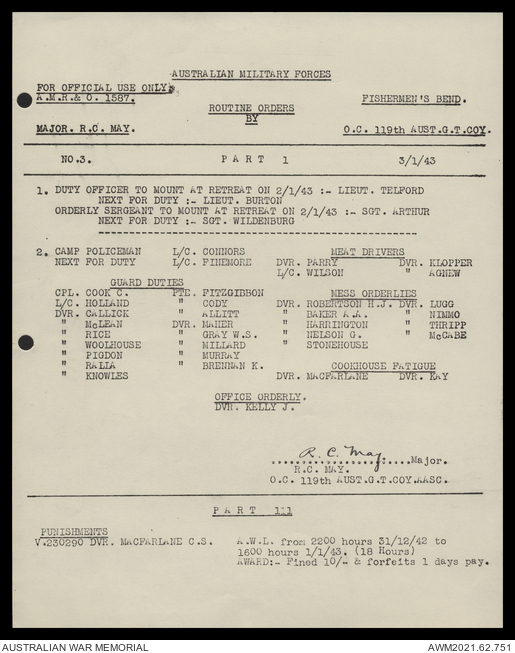 AUSTRALIAN MILITARY FORCES
FOR OFFICIAL USE ONLY.
A.M.R.& O. 1587.
FISHERMEN'S BEND.
ROUTINE ORDERS
BY
MAJOR. R.C. MAY.
O.C. 119th AUST.G.T.COY.
NO.3. PART 1 3/1/43
1. DUTY OFFICER TO MOUNT AT RETREAT ON 2/1/43 :- LIEUT. TELFORD
NEXT FOR DUTY :- LIEUT. BURTON
ORDERLY SERGEANT TO MOUNT AT RETREAT ON 2/1/43 :- SGT. ARTHUR
NEXT FOR DUTY :- SGT. WILDENBURG
2. CAMP POLICEMAN L/C. CONNORS
NEXT FOR DUTY L/C. FINEMORE
MEAT DRIVERS
DVR. PARRY DVR. KLOPPER
L/C. WILSON " AGNEW
GUARD DUTIES
CPL. COOK C. PTE. FITZGIBBON
L/C. HOLLAND " CODY
DVR. CALLICK " ALLITT
" McLEAN DVR. MAHER
" RICE " GRAY W.S.
" WOOLHOUSE " MILLARD
" PIGDON " MURRAY
" RALIA " BRENNAN K.
" KNOWLES
MESS ORDERLIES
DVR. ROBERTSON H.J. DVR. LUGG
" BAKER A.A. " NIMMO
" HARRINGTON " THRIPP
" NELSON G. " McCABE
" STONEHOUSE
COOKHOUSE FATIGUE
DVR. MACFARLANE DVR. KAY
OFFICE ORDERLY.
DVR. KELLY J.
R. C. May
Major.
R.C. MAY.
O.C. 119th AUST.G.T.COY.AASC.
PART 111
PUNISHMENTS
V.230290 DVR. MACFARLANE C.S. A.W.L. from 2200 hours 31/12/42 to
1600 hours 1/1/43. (18 Hours)
AWARD:- Fined 10/- & forfeits 1 days pay.
AUSTRALIAN WAR MEMORIAL AWM2021.62.751